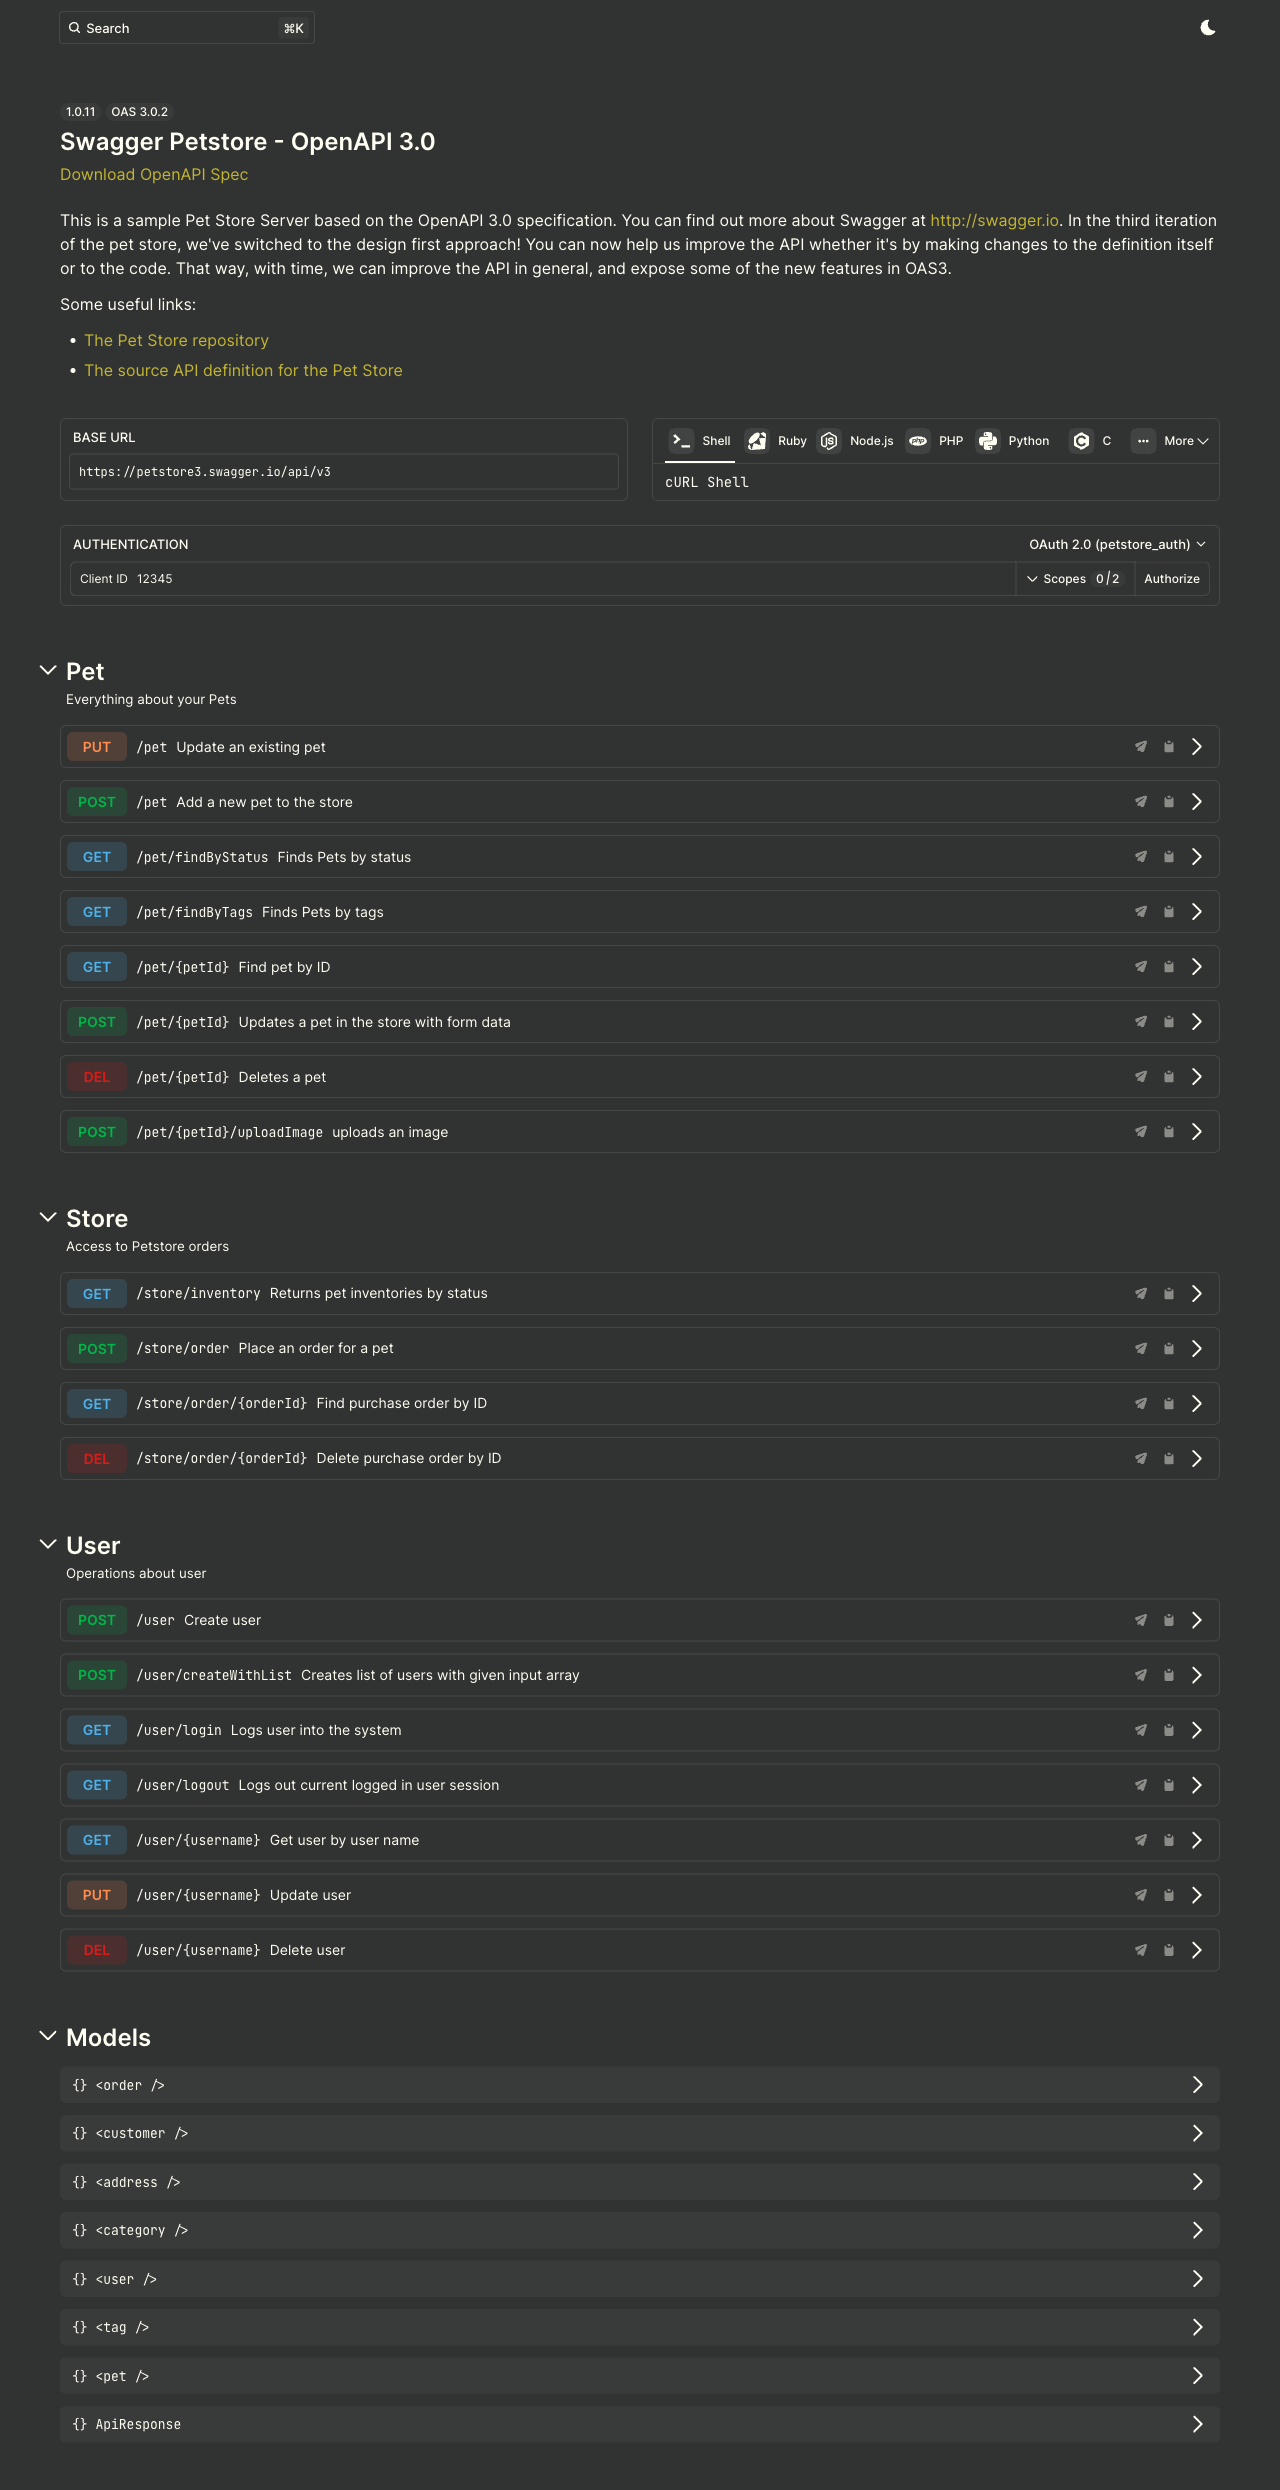 Search ⌘K
1.0.11 OAS 3.0.2
Swagger Petstore - OpenAPI 3.0
Download OpenAPI Spec
This is a sample Pet Store Server based on the OpenAPI 3.0 specification. You can find out more about Swagger at http://swagger.io. In the third iteration
of the pet store, we've switched to the design first approach! You can now help us improve the API whether it's by making changes to the definition itself
or to the code. That way, with time, we can improve the API in general, and expose some of the new features in OAS3.
Some useful links:
• The Pet Store repository
• The source API definition for the Pet Store
BASE URL
https://petstore3.swagger.io/api/v3
Shell Ruby Node.js PHP Python C More
cURL Shell
AUTHENTICATION OAuth 2.0 (petstore_auth)
Client ID 12345 Scopes 0/2 Authorize
Pet
Everything about your Pets
PUT /pet Update an existing pet
POST /pet Add a new pet to the store
GET /pet/findByStatus Finds Pets by status
GET /pet/findByTags Finds Pets by tags
GET /pet/{petId} Find pet by ID
POST /pet/{petId} Updates a pet in the store with form data
DEL /pet/{petId} Deletes a pet
POST /pet/{petId}/uploadImage uploads an image
Store
Access to Petstore orders
GET /store/inventory Returns pet inventories by status
POST /store/order Place an order for a pet
GET /store/order/{orderId} Find purchase order by ID
DEL /store/order/{orderId} Delete purchase order by ID
User
Operations about user
POST /user Create user
POST /user/createWithList Creates list of users with given input array
GET /user/login Logs user into the system
GET /user/logout Logs out current logged in user session
GET /user/{username} Get user by user name
PUT /user/{username} Update user
DEL /user/{username} Delete user
Models
{} <order />
{} <customer />
{} <address />
{} <category />
{} <user />
{} <tag />
{} <pet />
{} ApiResponse